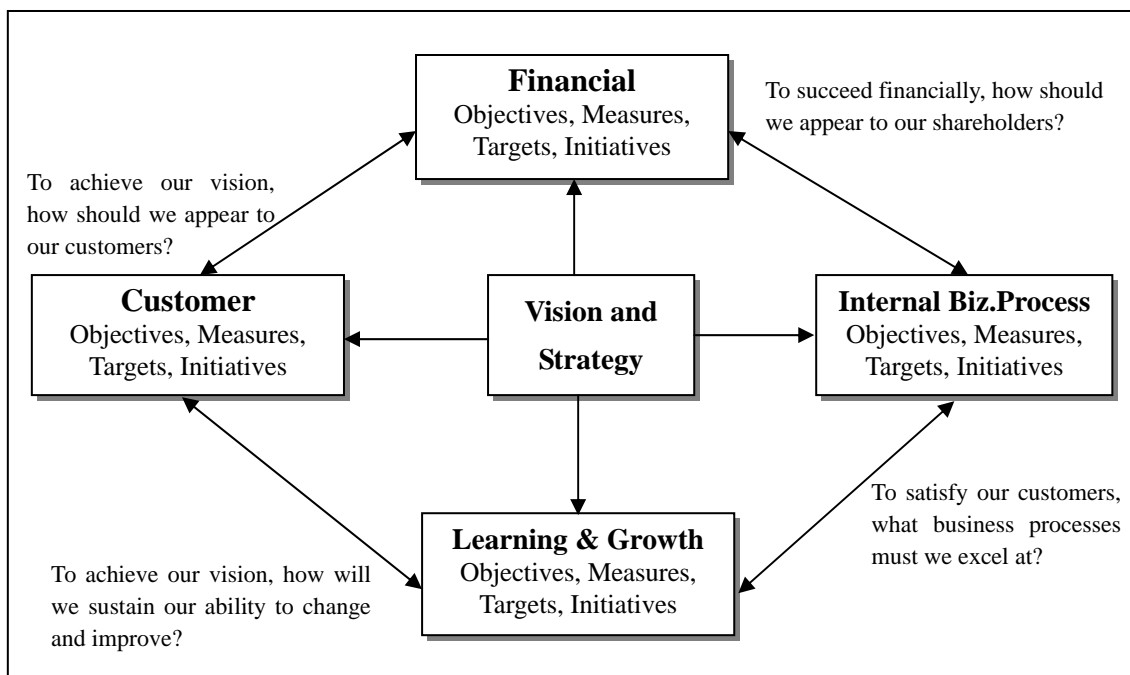 Financial
Objectives, Measures,
Targets, Initiatives
To succeed financially, how should
we appear to our shareholders?
To achieve our vision,
how should we appear to
our customers?
Customer
Objectives, Measures,
Targets, Initiatives
Vision and
Strategy
Internal Biz.Process
Objectives, Measures,
Targets, Initiatives
To satisfy our customers,
what business processes
must we excel at?
Learning & Growth
Objectives, Measures,
Targets, Initiatives
To achieve our vision, how will
we sustain our ability to change
and improve?